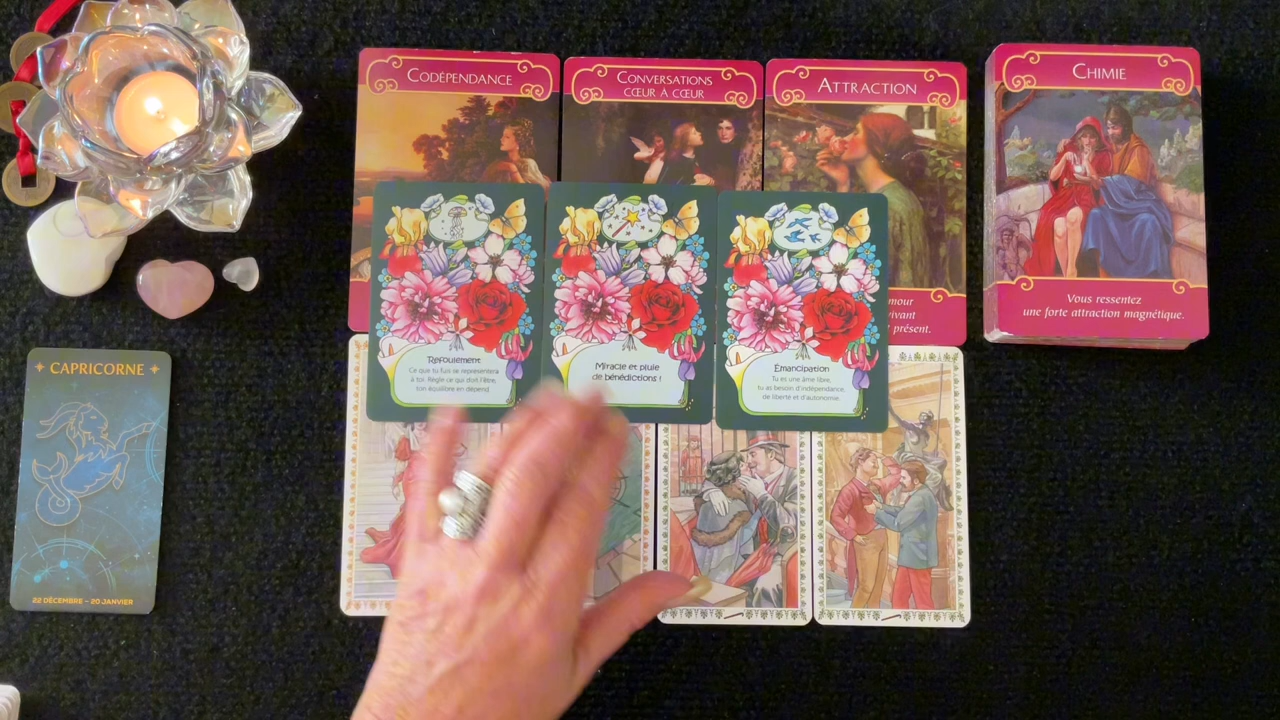 CODÉPENDANCE
CONVERSATIONS
CŒUR À CŒUR
ATTRACTION
CHIMIE
Vous ressentez
une forte attraction magnétique.
amour
vivant
présent.
Refoulement
Ce que tu fuis se représentera
à toi. Règle ce qui doit l'être,
ton équilibre en dépend.
Miracle et pluie
de bénédictions !
Émancipation
Tu es une âme libre,
tu as besoin d'indépendance,
de liberté et d'autonomie.
CAPRICORNE
22 DÉCEMBRE – 20 JANVIER